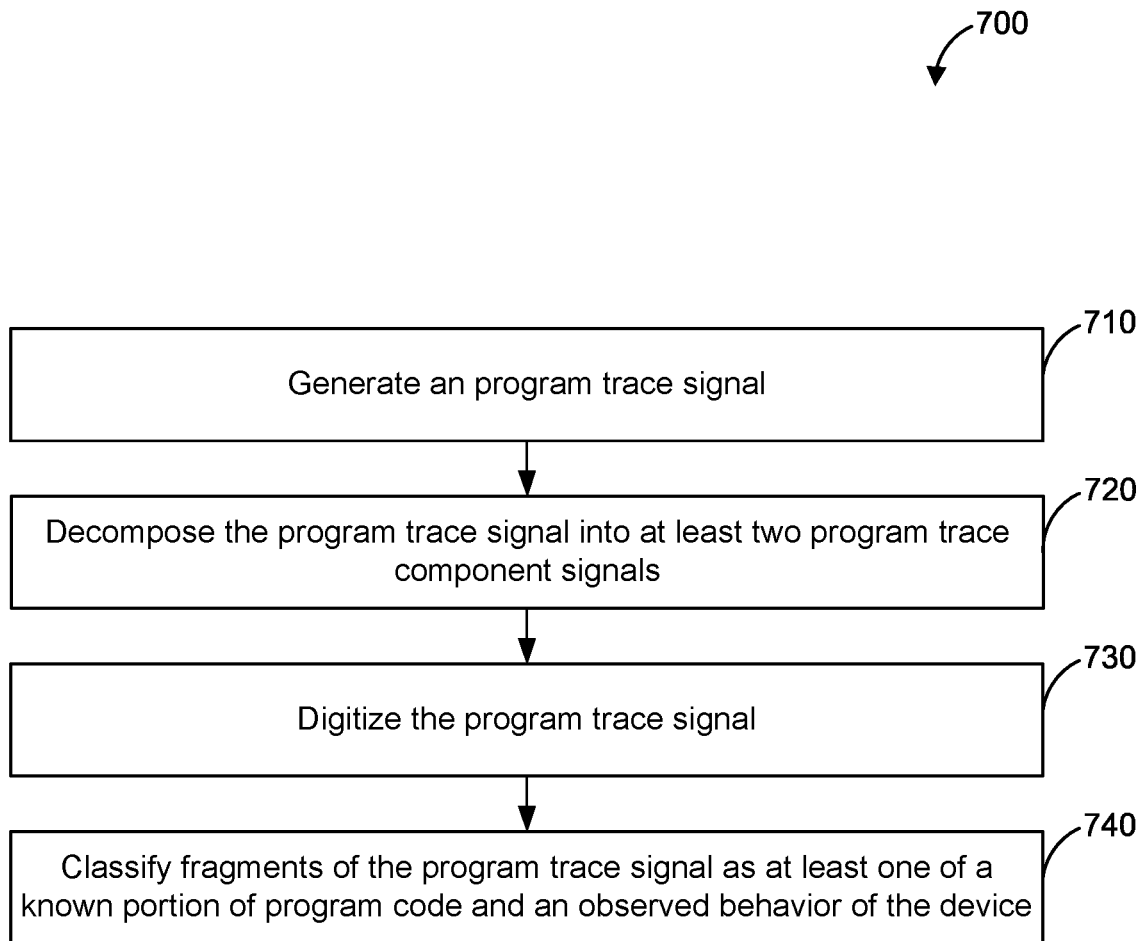 700
710
Generate an program trace signal
720
Decompose the program trace signal into at least two program trace
component signals
730
Digitize the program trace signal
740
Classify fragments of the program trace signal as at least one of a
known portion of program code and an observed behavior of the device